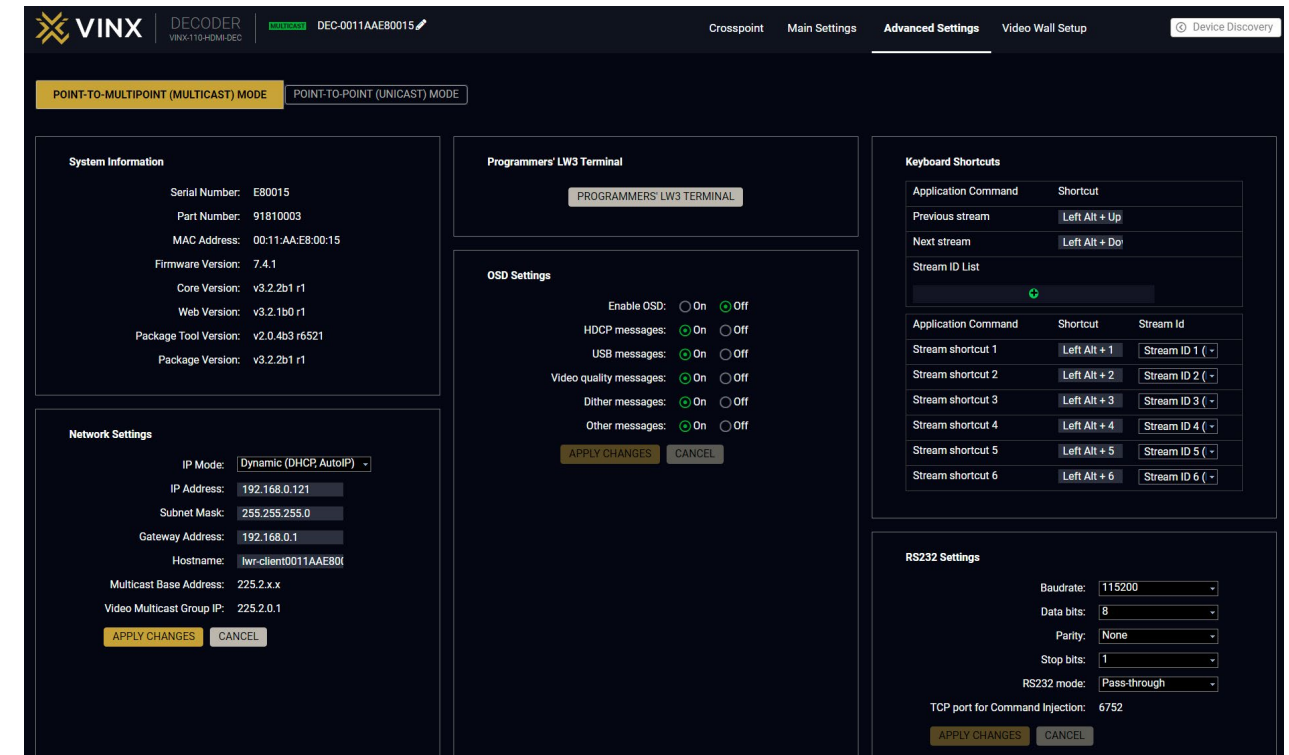 VINX
DECODER
VINX-110-HDMI-DEC
MULTICAST
DEC-0011AAE80015
Crosspoint
Main Settings
Advanced Settings
Video Wall Setup
Device Discovery
POINT-TO-MULTIPOINT (MULTICAST) MODE
POINT-TO-POINT (UNICAST) MODE
System Information
Serial Number: E80015
Part Number: 91810003
MAC Address: 00:11:AA:E8:00:15
Firmware Version: 7.4.1
Core Version: v3.2.2b1 r1
Web Version: v3.2.1b0 r1
Package Tool Version: v2.0.4b3 r6521
Package Version: v3.2.2b1 r1
Network Settings
IP Mode: Dynamic (DHCP, AutoIP)
IP Address: 192.168.0.121
Subnet Mask: 255.255.255.0
Gateway Address: 192.168.0.1
Hostname: lwr-client0011AAE80(
Multicast Base Address: 225.2.x.x
Video Multicast Group IP: 225.2.0.1
APPLY CHANGES CANCEL
Programmers' LW3 Terminal
PROGRAMMERS' LW3 TERMINAL
OSD Settings
Enable OSD: On Off
HDCP messages: On Off
USB messages: On Off
Video quality messages: On Off
Dither messages: On Off
Other messages: On Off
APPLY CHANGES CANCEL
Keyboard Shortcuts
Application Command Shortcut
Previous stream Left Alt + Up
Next stream Left Alt + Do
Stream ID List
Application Command Shortcut Stream Id
Stream shortcut 1 Left Alt + 1 Stream ID 1 (
Stream shortcut 2 Left Alt + 2 Stream ID 2 (
Stream shortcut 3 Left Alt + 3 Stream ID 3 (
Stream shortcut 4 Left Alt + 4 Stream ID 4 (
Stream shortcut 5 Left Alt + 5 Stream ID 5 (
Stream shortcut 6 Left Alt + 6 Stream ID 6 (
RS232 Settings
Baudrate: 115200
Data bits: 8
Parity: None
Stop bits: 1
RS232 mode: Pass-through
TCP port for Command Injection: 6752
APPLY CHANGES CANCEL